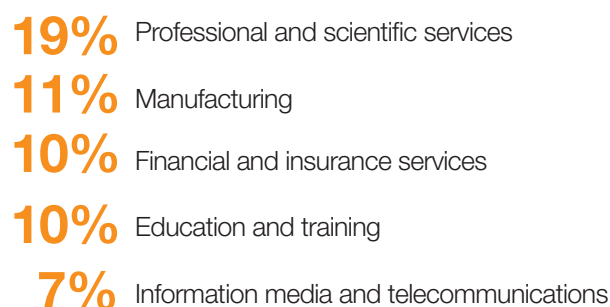 19% Professional and scientific services
11% Manufacturing
10% Financial and insurance services
10% Education and training
7% Information media and telecommunications